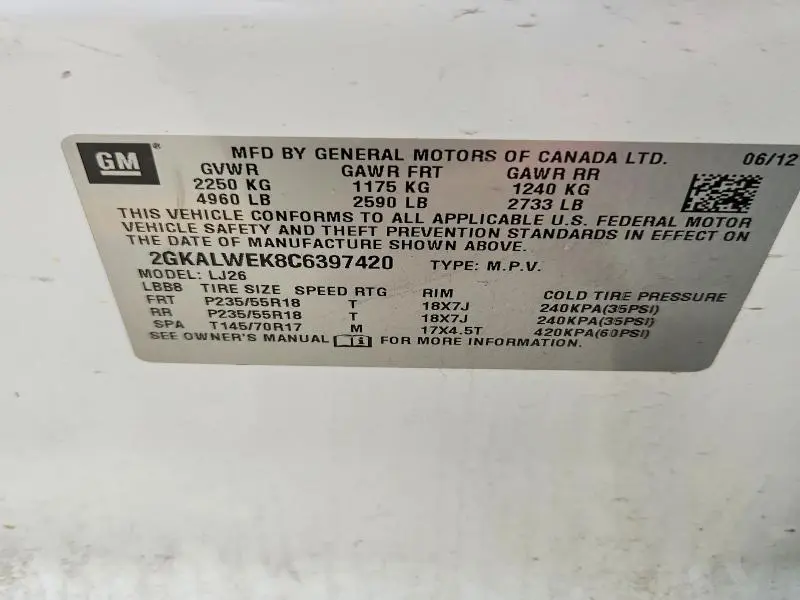 GM® MFD BY GENERAL MOTORS OF CANADA LTD. 06/12
GVWR GAWR FRT GAWR RR
2250 KG 1175 KG 1240 KG
4960 LB 2590 LB 2733 LB
THIS VEHICLE CONFORMS TO ALL APPLICABLE U.S. FEDERAL MOTOR
VEHICLE SAFETY AND THEFT PREVENTION STANDARDS IN EFFECT ON
THE DATE OF MANUFACTURE SHOWN ABOVE.
2GKALWEK8C6397420 TYPE: M.P.V.
MODEL: LJ26
LBB8 TIRE SIZE SPEED RTG RIM COLD TIRE PRESSURE
FRT P235/55R18 T 18X7J 240KPA(35PSI)
RR P235/55R18 T 18X7J 240KPA(35PSI)
SPA T145/70R17 M 17X4.5T 420KPA(60PSI)
SEE OWNER'S MANUAL FOR MORE INFORMATION.